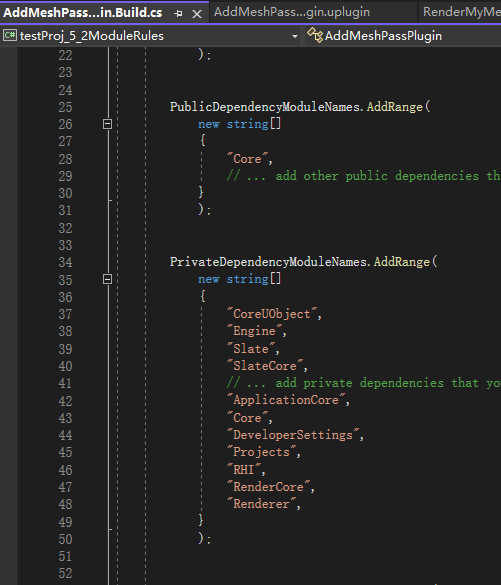 AddMeshPass...in.Build.cs
AddMeshPass...gin.uplugin
RenderMyMe
C# testProj_5_2ModuleRules
AddMeshPassPlugin
22 );
23
24
25 PublicDependencyModuleNames.AddRange(
26 new string[]
27 {
28 "Core",
29 // ... add other public dependencies th
30 }
31 );
32
33
34 PrivateDependencyModuleNames.AddRange(
35 new string[]
36 {
37 "CoreUObject",
38 "Engine",
39 "Slate",
40 "SlateCore",
41 // ... add private dependencies that yo
42 "ApplicationCore",
43 "Core",
44 "DeveloperSettings",
45 "Projects",
46 "RHI",
47 "RenderCore",
48 "Renderer",
49 }
50 );
51
52